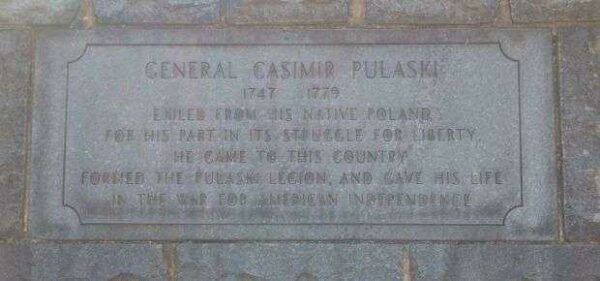 GENERAL CASIMIR PULASKI
1747 1779
EXILED FROM HIS NATIVE POLAND
FOR HIS PART IN ITS STRUGGLE FOR LIBERTY,
HE CAME TO THIS COUNTRY
FORMED THE PULASKI LEGION, AND GAVE HIS LIFE
IN THE WAR FOR AMERICAN INDEPENDENCE